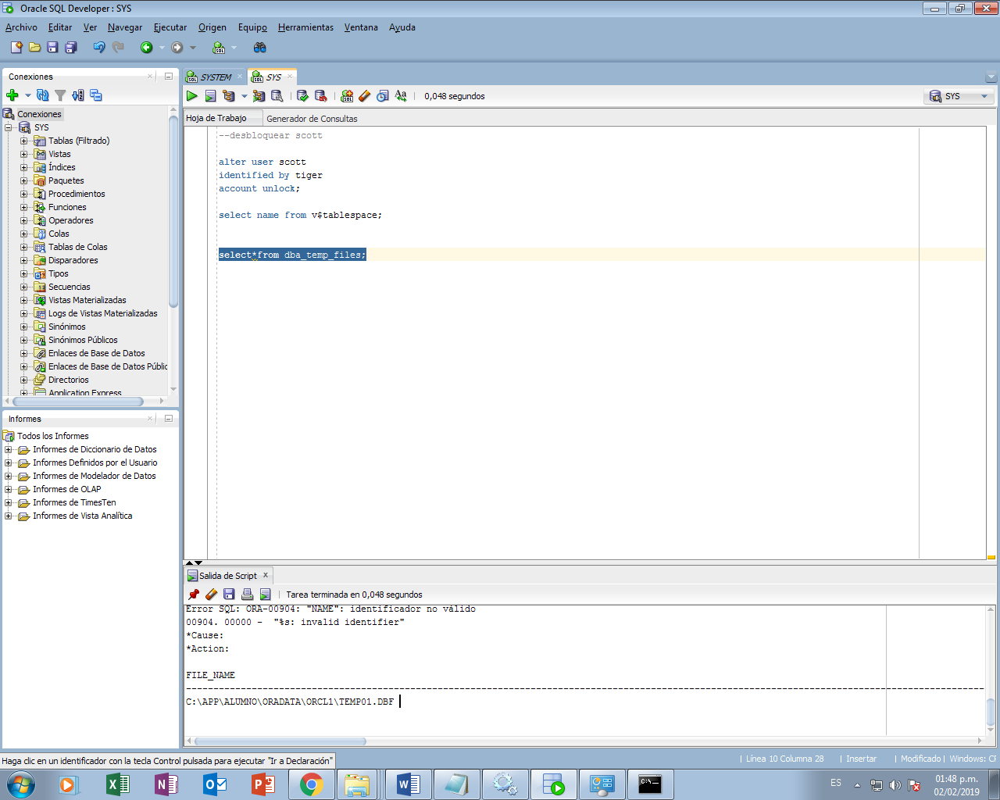 Oracle SQL Developer : SYS
Archivo Editar Ver Navegar Ejecutar Origen Equipo Herramientas Ventana Ayuda
Conexiones
SYSTEM
SYS
0,048 segundos
SYS
Hoja de Trabajo
Generador de Consultas
Conexiones
SYS
Tablas (Filtrado)
Vistas
Índices
Paquetes
Procedimientos
Funciones
Operadores
Colas
Tablas de Colas
Disparadores
Tipos
Secuencias
Vistas Materializadas
Logs de Vistas Materializadas
Sinónimos
Sinónimos Públicos
Enlaces de Base de Datos
Enlaces de Base de Datos Públic
Directorios
Application Express
--desbloquear scott
alter user scott
identified by tiger
account unlock;
select name from v$tablespace;
select*from dba_temp_files;
Informes
Todos los Informes
Informes de Diccionario de Datos
Informes Definidos por el Usuario
Informes de Modelador de Datos
Informes de OLAP
Informes de TimesTen
Informes de Vista Analítica
Salida de Script
Tarea terminada en 0,048 segundos
Error SQL: ORA-00904: "NAME": identificador no válido
00904. 00000 -  "%s: invalid identifier"
*Cause:
*Action:
FILE_NAME
C:\APP\ALUMNO\ORADATA\ORCL1\TEMP01.DBF
Haga clic en un identificador con la tecla Control pulsada para ejecutar "Ir a Declaración"
Línea 10 Columna 28
Insertar
Modificado
Windows: CF
ES
01:48 p.m.
02/02/2019